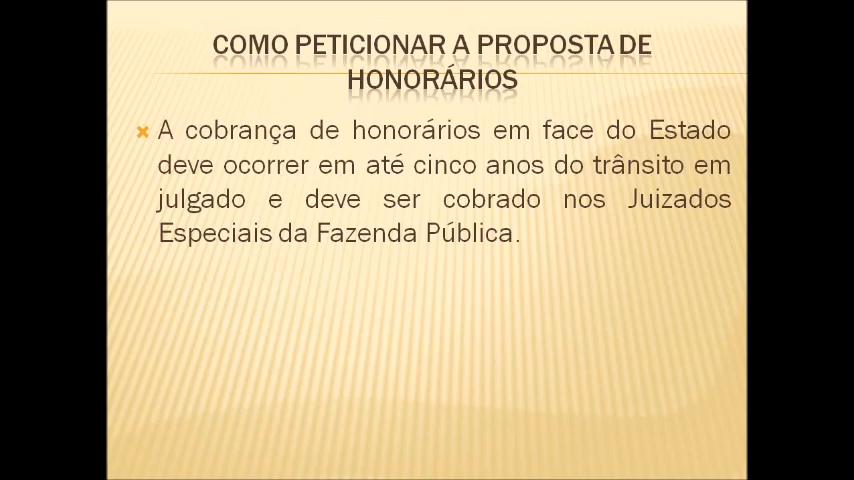 COMO PETICIONAR A PROPOSTA DE
HONORÁRIOS
A cobrança de honorários em face do Estado
deve ocorrer em até cinco anos do trânsito em
julgado e deve ser cobrado nos Juizados
Especiais da Fazenda Pública.